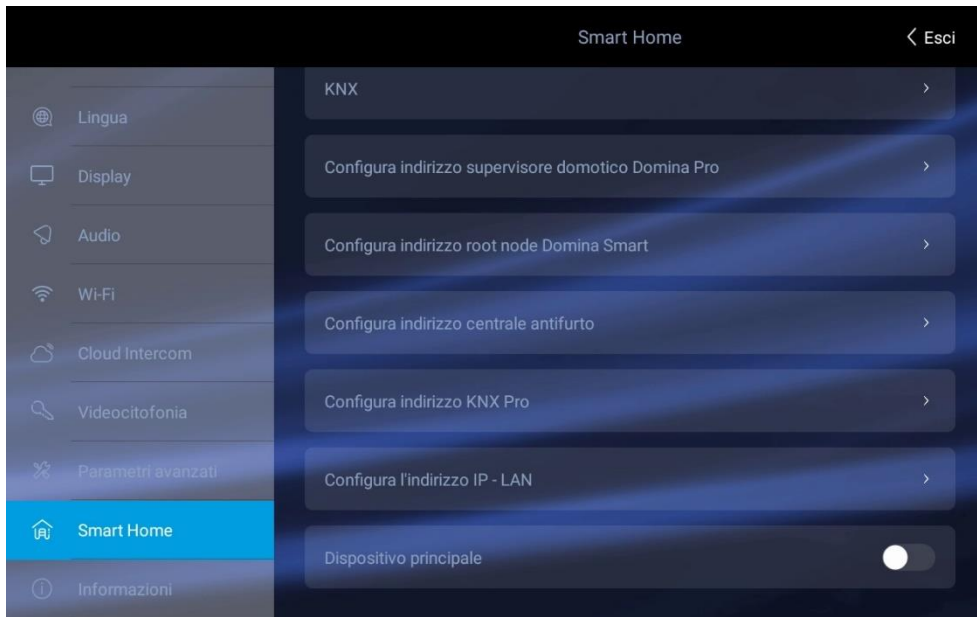 Smart Home
Esci
Lingua
Display
Audio
Wi-Fi
Cloud Intercom
Videocitofonia
Parametri avanzati
Smart Home
Informazioni
KNX
Configura indirizzo supervisore domotico Domina Pro
Configura indirizzo root node Domina Smart
Configura indirizzo centrale antifurto
Configura indirizzo KNX Pro
Configura l'indirizzo IP - LAN
Dispositivo principale